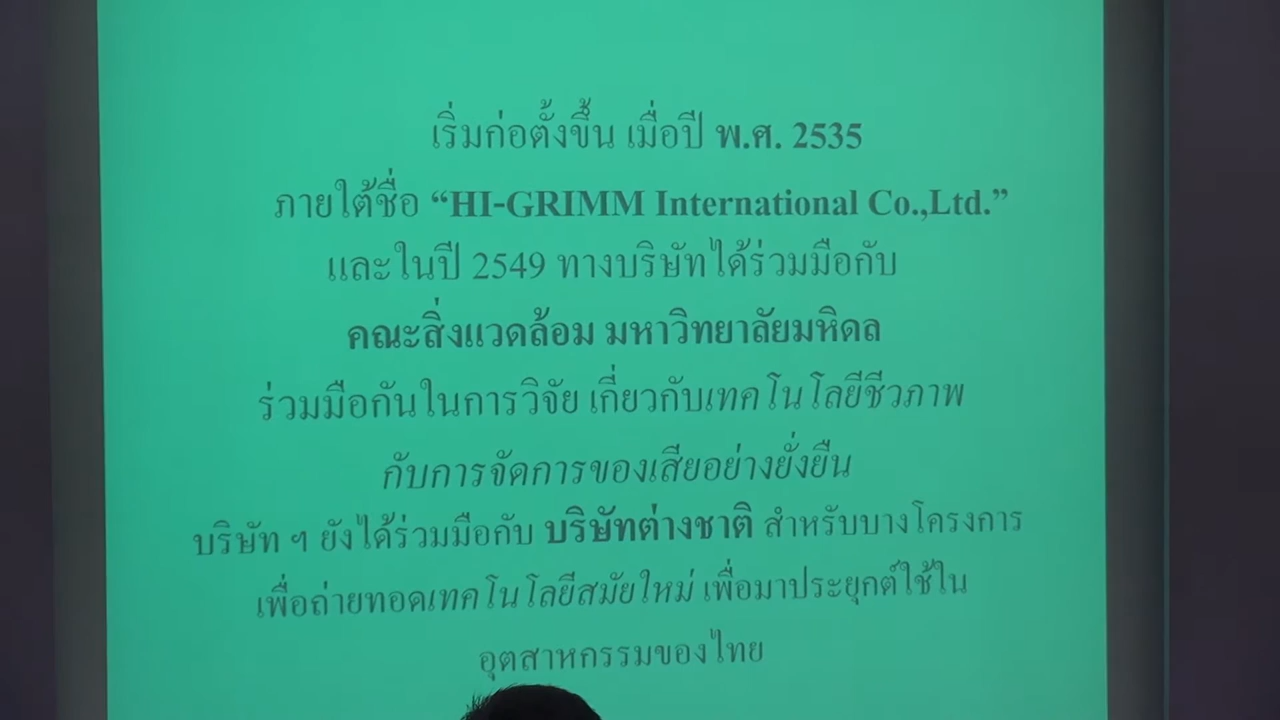 เริ่มก่อตั้งขึ้น เมื่อปี พ.ศ. 2535
ภายใต้ชื่อ “HI-GRIMM International Co.,Ltd.”
และในปี 2549 ทางบริษัทได้ร่วมมือกับ
คณะสิ่งแวดล้อม มหาวิทยาลัยมหิดล
ร่วมมือกันในการวิจัย เกี่ยวกับเทคโนโลยีชีวภาพ
กับการจัดการของเสียอย่างยั่งยืน
บริษัท ฯ ยังได้ร่วมมือกับ บริษัทต่างชาติ สำหรับบางโครงการ
เพื่อถ่ายทอดเทคโนโลยีสมัยใหม่ เพื่อมาประยุกต์ใช้ใน
อุตสาหกรรมของไทย